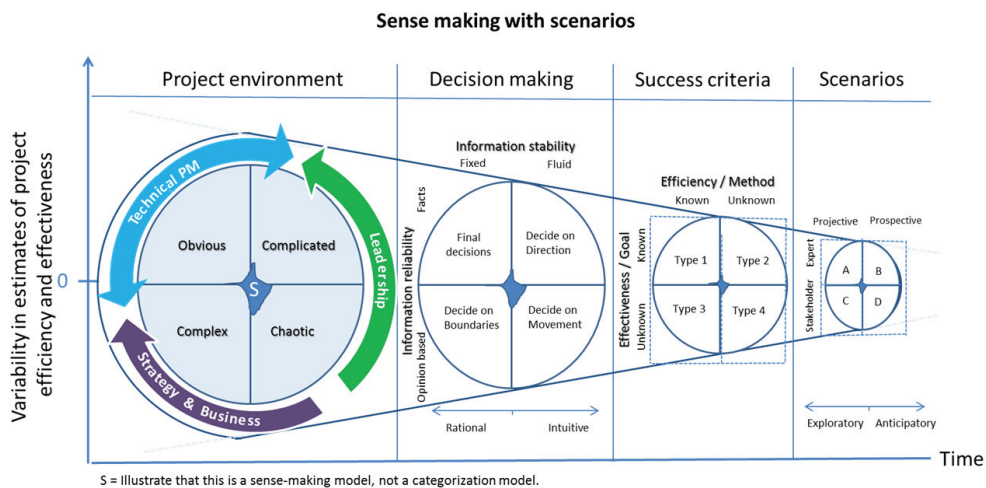 Sense making with scenarios
Project environment
Decision making
Success criteria
Scenarios
Variability in estimates of project
efficiency and effectiveness
0
Technical PM
Leadership
Strategy & Business
Obvious
Complicated
S
Complex
Chaotic
Information stability
Fixed
Fluid
Information reliability
Facts
Opinion based
Final
decisions
Decide on
Direction
Decide on
Boundaries
Decide on
Movement
Rational
Intuitive
Efficiency / Method
Known
Unknown
Effectiveness / Goal
Known
Unknown
Type 1
Type 2
Type 3
Type 4
Projective
Prospective
Expert
Stakeholder
A
B
C
D
Exploratory
Anticipatory
Time
S = Illustrate that this is a sense-making model, not a categorization model.